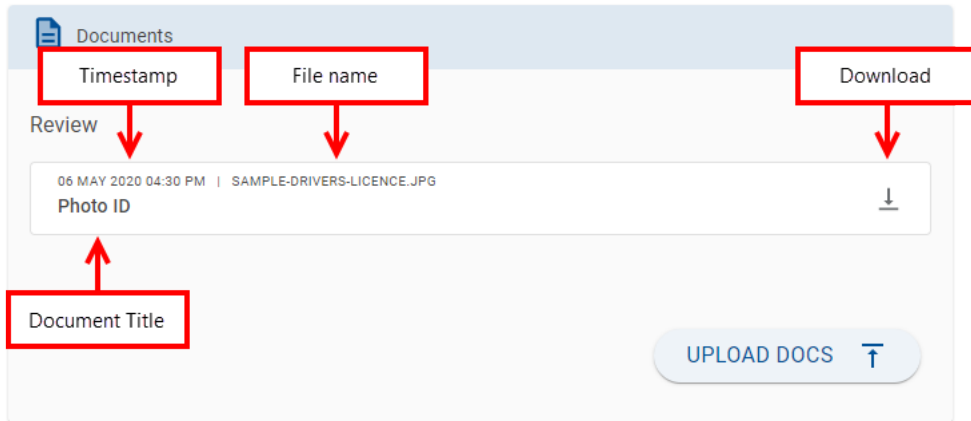 Documents
Timestamp
File name
Download
Review
06 MAY 2020 04:30 PM | SAMPLE-DRIVERS-LICENCE.JPG
Photo ID
Document Title
UPLOAD DOCS